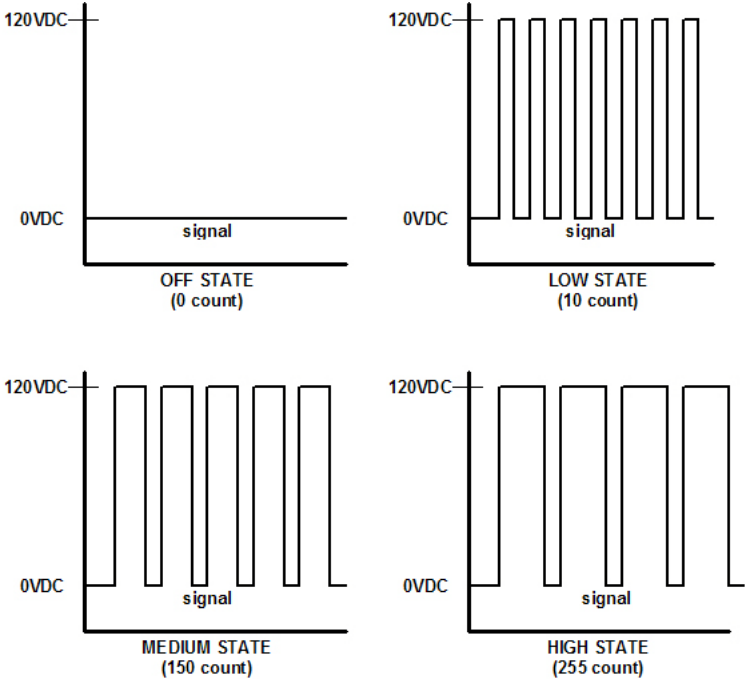 120VDC
0VDC
signal
OFF STATE
(0 count)
120VDC
0VDC
signal
LOW STATE
(10 count)
120VDC
0VDC
signal
MEDIUM STATE
(150 count)
120VDC
0VDC
signal
HIGH STATE
(255 count)